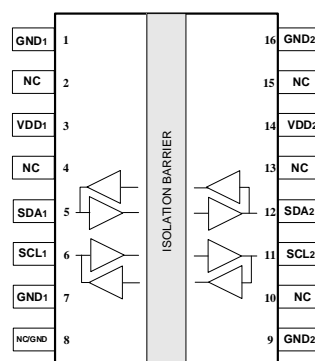 GND1 1 16 GND2
NC 2 15 NC
VDD1 3 14 VDD2
NC 4 13 NC
SDA1 5 12 SDA2
SCL1 6 11 SCL2
GND1 7 10 NC
NC/GND 8 9 GND2
ISOLATION BARRIER